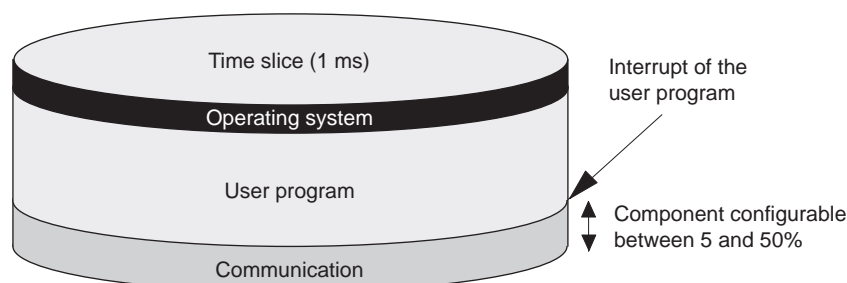 Time slice (1 ms)
Interrupt of the
user program
Operating system
User program
Component configurable
between 5 and 50%
Communication